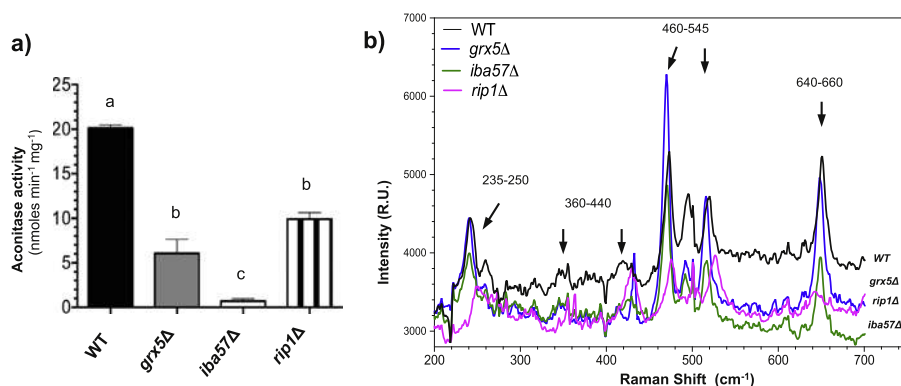 a)
Aconitase activity
(nmoles min⁻¹ mg⁻¹)
25
20
15
10
5
0
a
b
c
b
WT
grx5Δ
iba57Δ
rip1Δ
b)
WT
grx5Δ
iba57Δ
rip1Δ
460-545
640-660
235-250
360-440
Intensity (R.U.)
7000
6000
5000
4000
3000
WT
grx5Δ
rip1Δ
iba57Δ
200
300
400
500
600
700
Raman Shift (cm⁻¹)